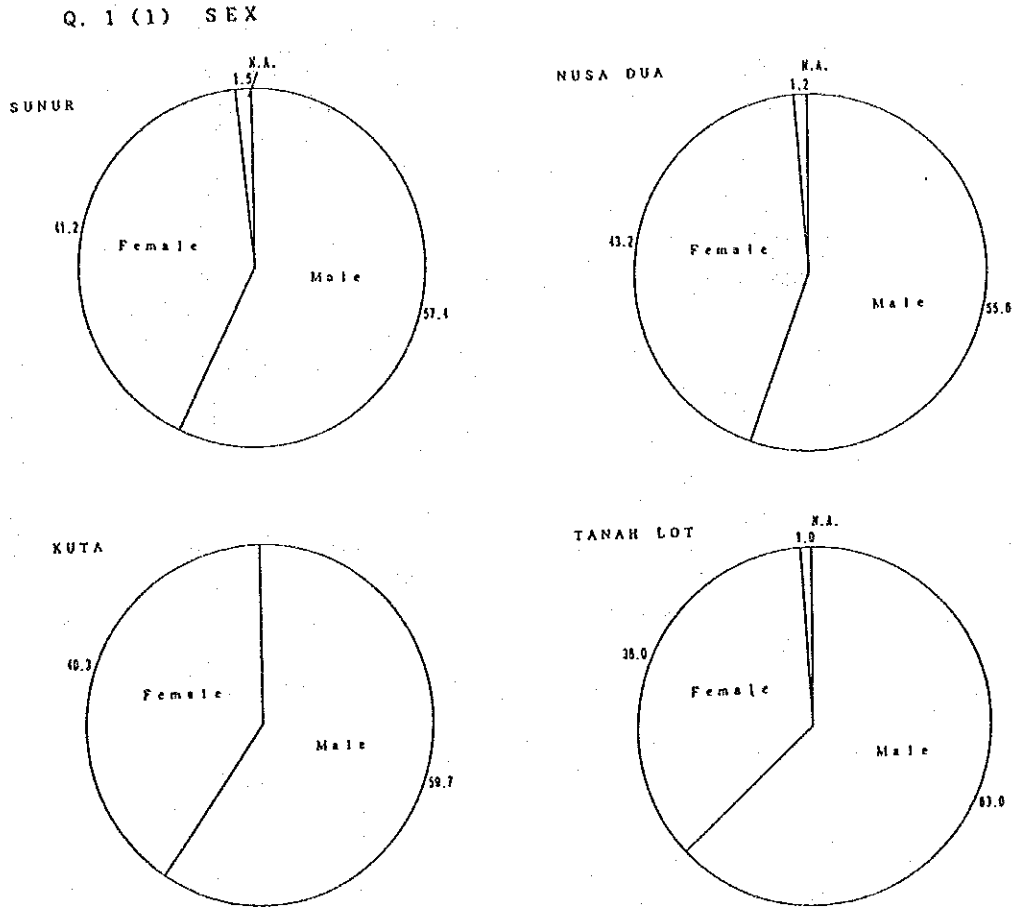 Q. 1 (1) SEX
SUNUR
N.A.
1.5
41.2
Female
Male
57.4
NUSA DUA
N.A.
1.2
43.2
Female
Male
55.6
KUTA
40.3
Female
Male
59.7
TANAH LOT
N.A.
1.0
36.0
Female
Male
63.0